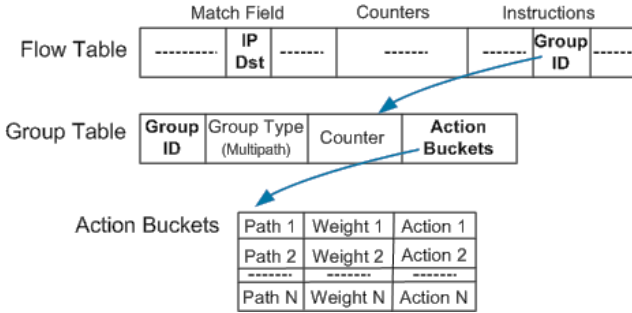 Match Field Counters Instructions
Flow Table -------- IP Dst ------- ------- ------- Group ID ------
Group Table Group ID Group Type (Multipath) Counter Action Buckets
Action Buckets Path 1 Weight 1 Action 1
Path 2 Weight 2 Action 2
------- ------- -------
Path N Weight N Action N